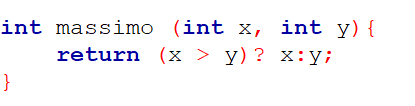 int massimo (int x, int y){
    return (x > y)? x:y;
}